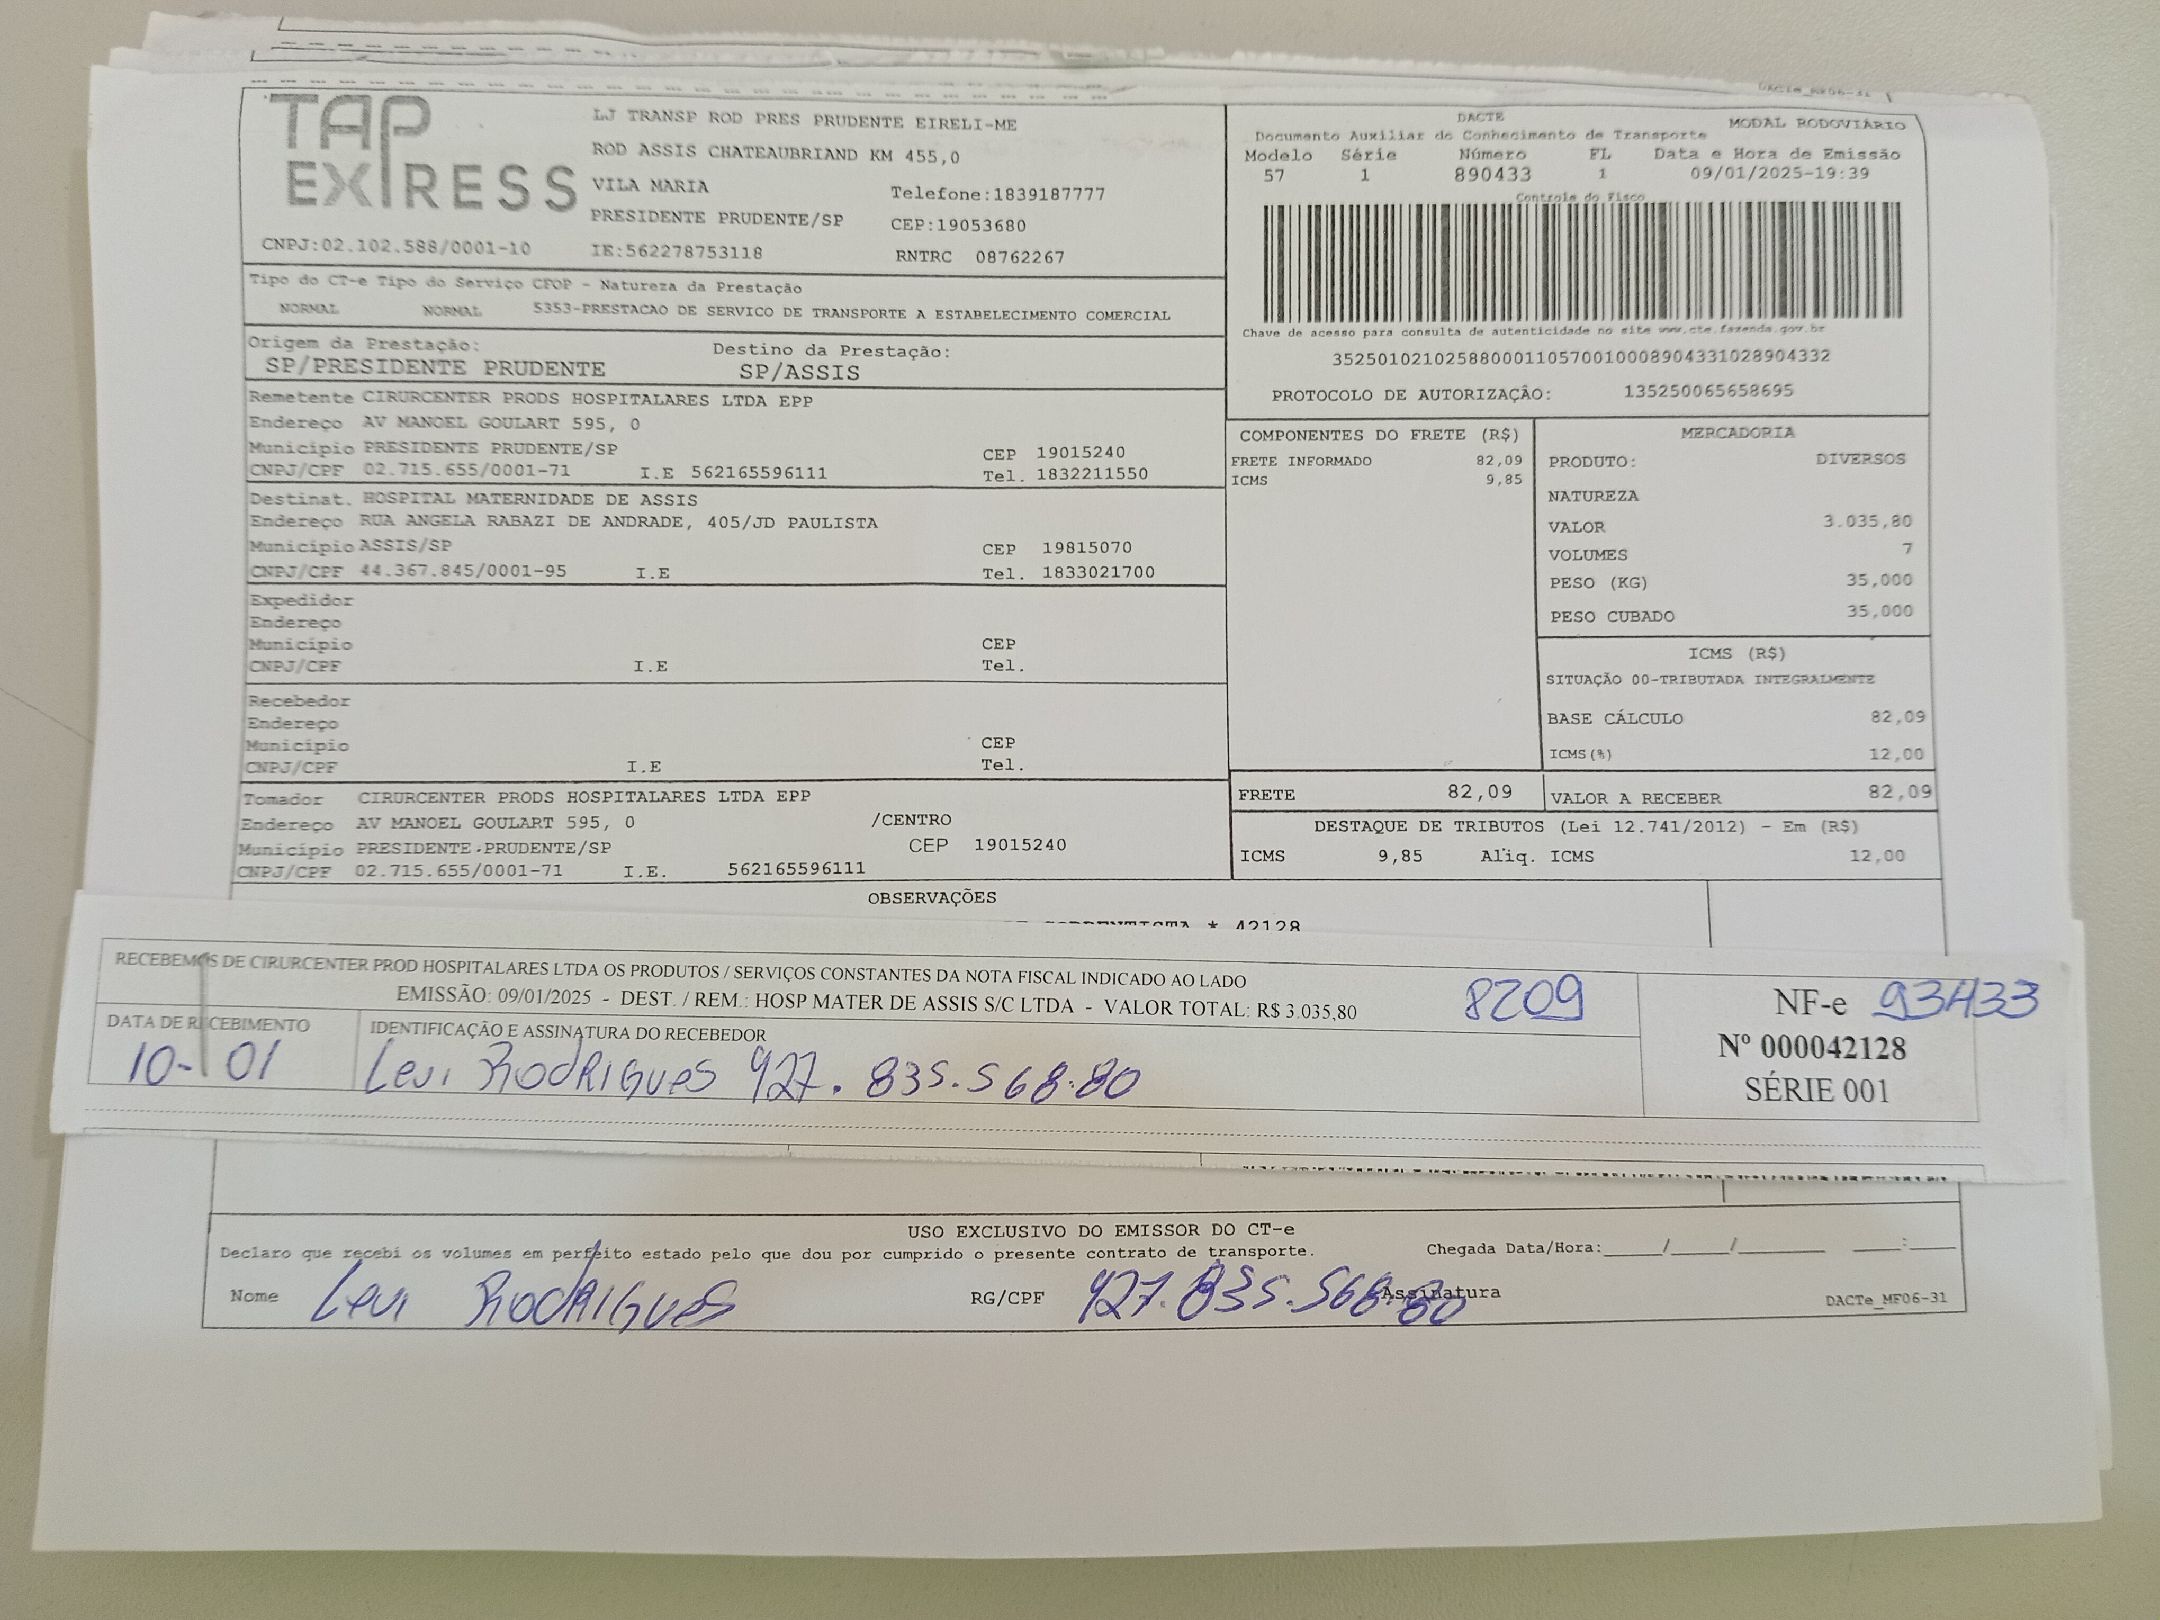 DACTe_MF06-31
TAP EXPRESS
LJ TRANSP ROD PRES PRUDENTE EIRELI-ME
ROD ASSIS CHATEAUBRIAND KM 455,0
VILA MARIA Telefone:1839187777
PRESIDENTE PRUDENTE/SP CEP:19053680
CNPJ:02.102.588/0001-10 IE:562278753118 RNTRC 08762267
DACTE MODAL RODOVIÁRIO
Documento Auxiliar do Conhecimento de Transporte
Modelo Série Número FL Data e Hora de Emissão
57 1 890433 1 09/01/2025-19:39
Controle do Fisco
Chave de acesso para consulta de autenticidade no site www.cte.fazenda.gov.br
35250102102588000110570010008904331028904332
PROTOCOLO DE AUTORIZAÇÃO: 135250065658695
Tipo do CT-e Tipo do Serviço CFOP - Natureza da Prestação
NORMAL NORMAL 5353-PRESTACAO DE SERVICO DE TRANSPORTE A ESTABELECIMENTO COMERCIAL
Origem da Prestação: Destino da Prestação:
SP/PRESIDENTE PRUDENTE SP/ASSIS
Remetente CIRURCENTER PRODS HOSPITALARES LTDA EPP
Endereço AV MANOEL GOULART 595, 0
Município PRESIDENTE PRUDENTE/SP CEP 19015240
CNPJ/CPF 02.715.655/0001-71 I.E 562165596111 Tel. 1832211550
Destinat. HOSPITAL MATERNIDADE DE ASSIS
Endereço RUA ANGELA RABAZI DE ANDRADE, 405/JD PAULISTA
Município ASSIS/SP CEP 19815070
CNPJ/CPF 44.367.845/0001-95 I.E Tel. 1833021700
Expedidor
Endereço
Município CEP
CNPJ/CPF I.E Tel.
Recebedor
Endereço
Município CEP
CNPJ/CPF I.E Tel.
Tomador CIRURCENTER PRODS HOSPITALARES LTDA EPP
Endereço AV MANOEL GOULART 595, 0 /CENTRO
Município PRESIDENTE PRUDENTE/SP CEP 19015240
CNPJ/CPF 02.715.655/0001-71 I.E. 562165596111
COMPONENTES DO FRETE (R$)
FRETE INFORMADO 82,09
ICMS 9,85
MERCADORIA
PRODUTO: DIVERSOS
NATUREZA
VALOR 3.035,80
VOLUMES 7
PESO (KG) 35,000
PESO CUBADO 35,000
ICMS (R$)
SITUAÇÃO 00-TRIBUTADA INTEGRALMENTE
BASE CÁLCULO 82,09
ICMS(%) 12,00
FRETE 82,09 VALOR A RECEBER 82,09
DESTAQUE DE TRIBUTOS (Lei 12.741/2012) - Em (R$)
ICMS 9,85 Aliq. ICMS 12,00
OBSERVAÇÕES
* 42128
RECEBEMOS DE CIRURCENTER PROD HOSPITALARES LTDA OS PRODUTOS / SERVIÇOS CONSTANTES DA NOTA FISCAL INDICADO AO LADO
EMISSÃO: 09/01/2025 - DEST. / REM.: HOSP MATER DE ASSIS S/C LTDA - VALOR TOTAL: R$ 3.035,80
8209
DATA DE RECEBIMENTO IDENTIFICAÇÃO E ASSINATURA DO RECEBEDOR
10-01 Levi Rodrigues 927.835.568.80
NF-e
Nº 000042128
SÉRIE 001
USO EXCLUSIVO DO EMISSOR DO CT-e
Declaro que recebi os volumes em perfeito estado pelo que dou por cumprido o presente contrato de transporte. Chegada Data/Hora:_____/_____/_______ ____:____
Nome Levi Rodrigues RG/CPF 927.835.568.80 Assinatura DACTe_MF06-31